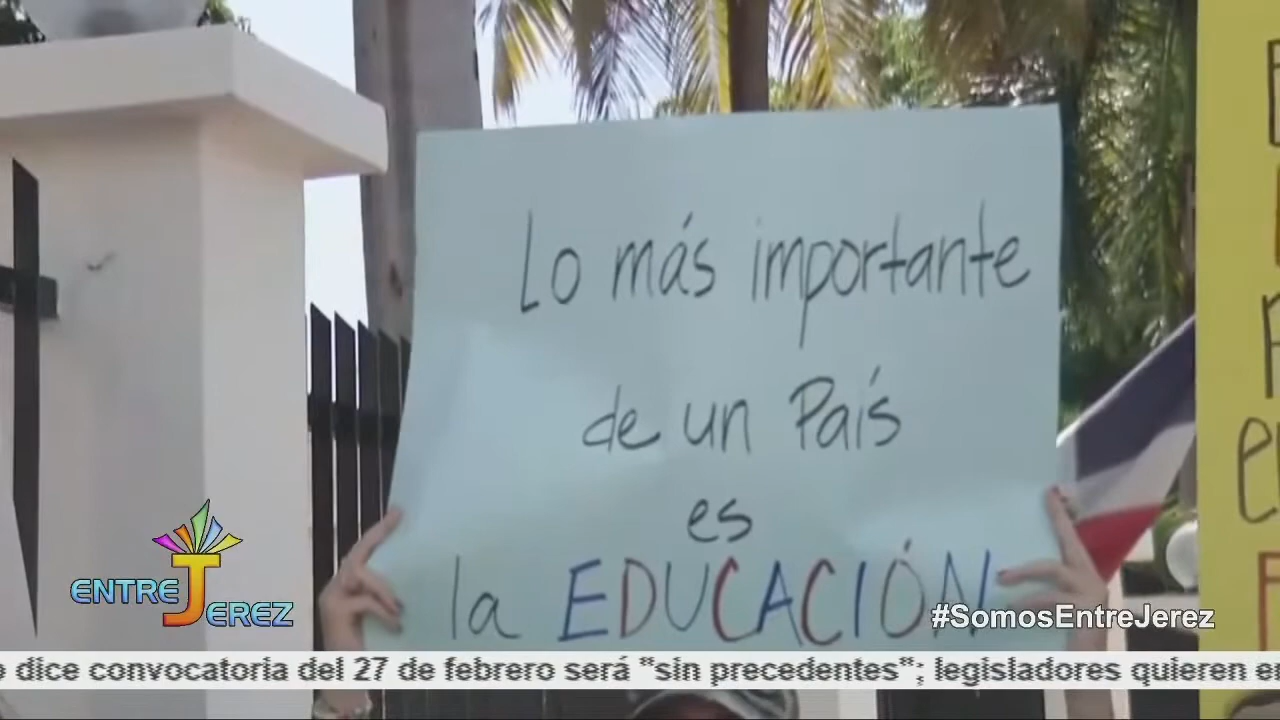 Lo más importante
de un País
es
la EDUCACIÓN
ENTRE JEREZ
#SomosEntreJerez
dice convocatoria del 27 de febrero será "sin precedentes"; legisladores quieren